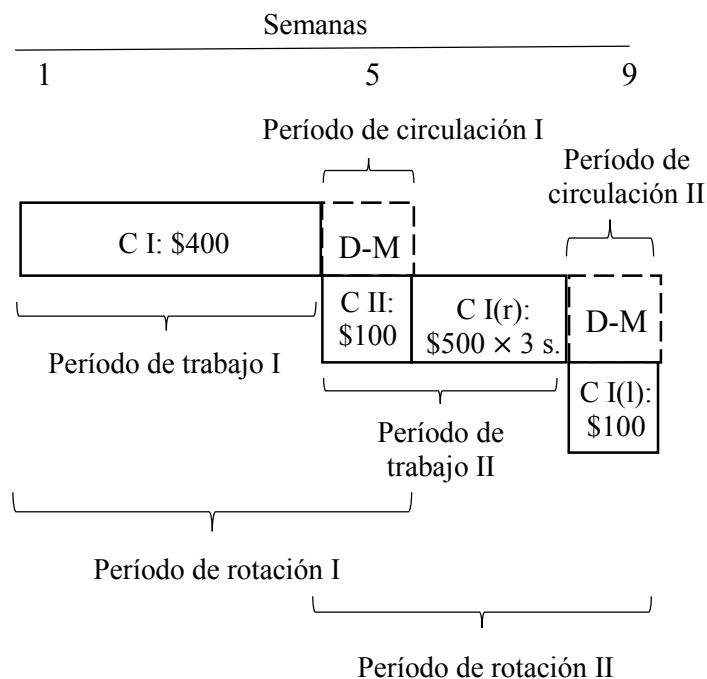 Semanas
1 5 9
Período de circulación I
Período de
circulación II
C I: $400
D-M
C II:
$100
C I(r):
$500 × 3 s.
D-M
Período de trabajo I
C I(l):
$100
Período de
trabajo II
Período de rotación I
Período de rotación II